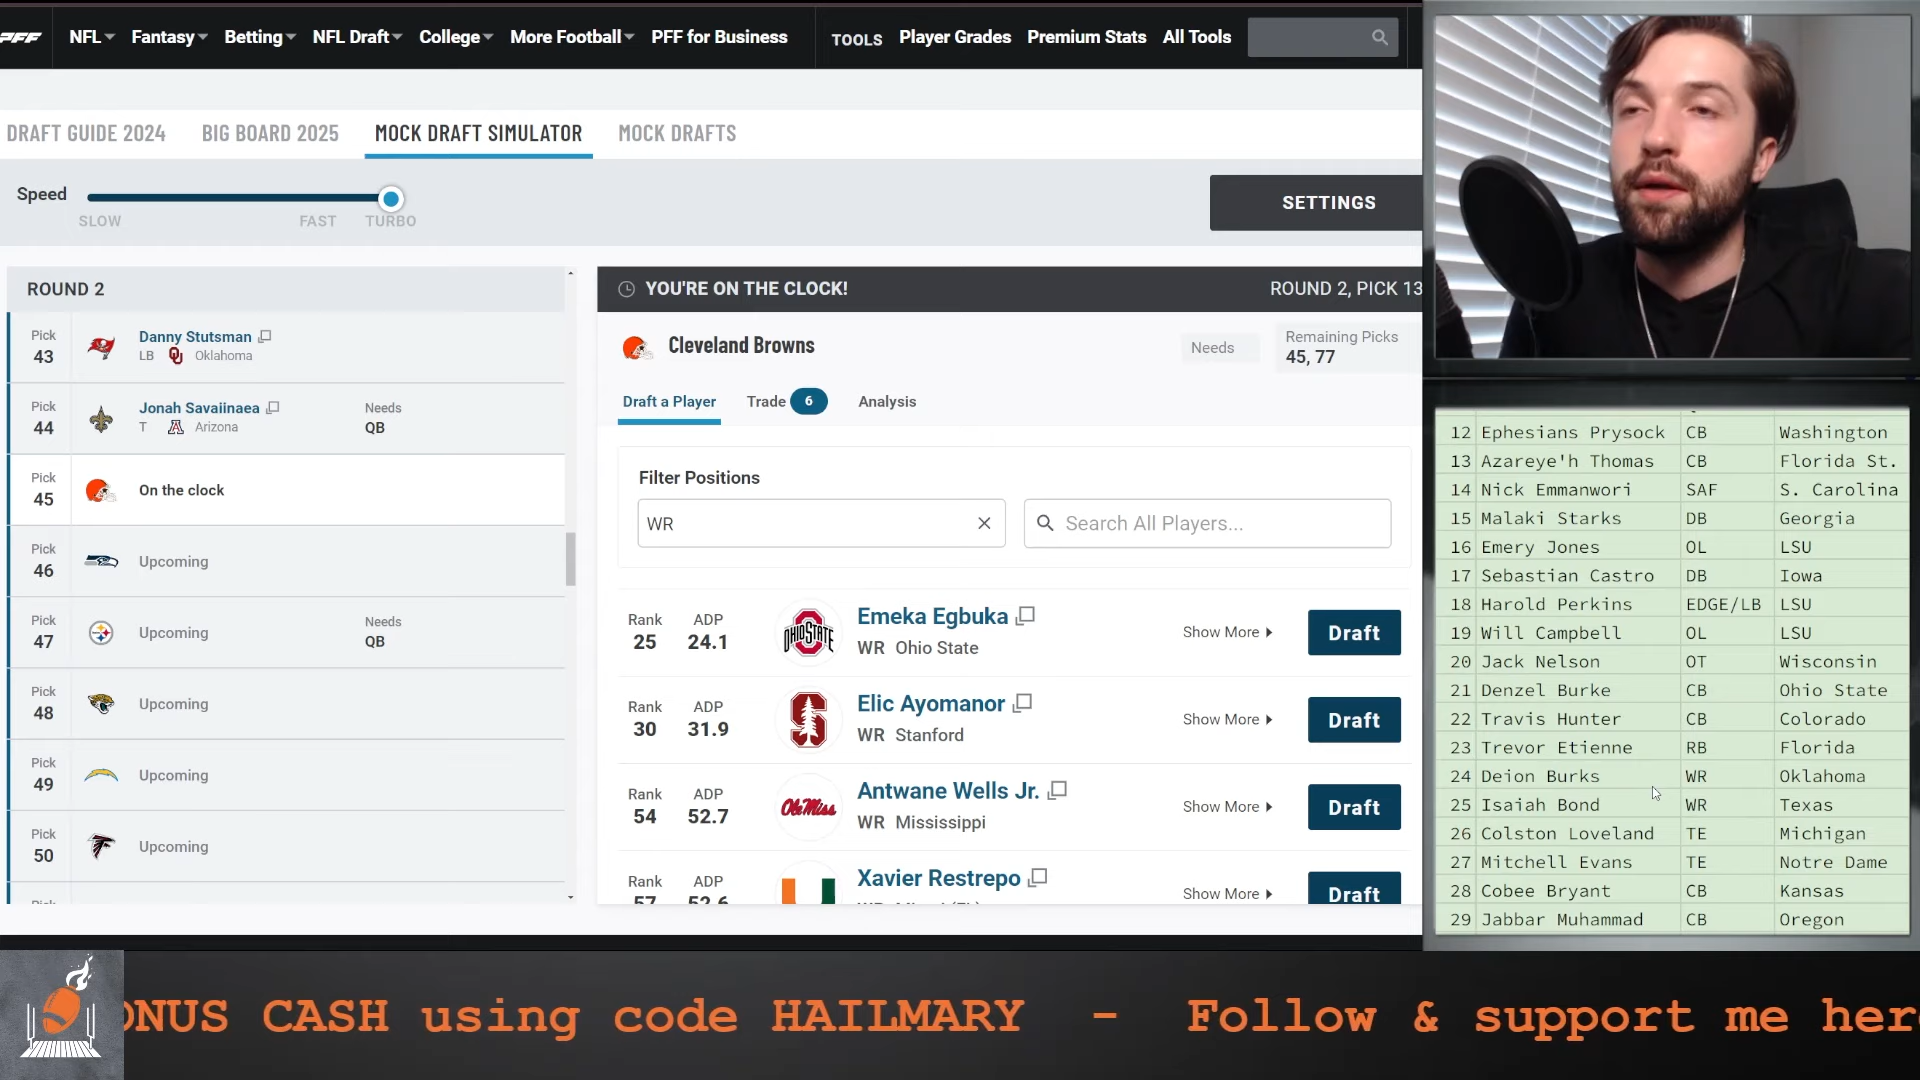 PFF NFL Fantasy Betting NFL Draft College More Football PFF for Business TOOLS Player Grades Premium Stats All Tools
DRAFT GUIDE 2024 BIG BOARD 2025 MOCK DRAFT SIMULATOR MOCK DRAFTS
Speed
SLOW FAST TURBO
SETTINGS
ROUND 2
Pick 43 Danny Stutsman
LB OU Oklahoma
Pick 44 Jonah Savaiinaea Needs
T A Arizona QB
Pick 45 On the clock
Pick 46 Upcoming
Pick 47 Upcoming Needs QB
Pick 48 Upcoming
Pick 49 Upcoming
Pick 50 Upcoming
YOU'RE ON THE CLOCK! ROUND 2, PICK 13
Cleveland Browns Needs Remaining Picks
45, 77
Draft a Player Trade 6 Analysis
Filter Positions
WR Search All Players...
Rank 25 ADP 24.1 OHIO STATE Emeka Egbuka Show More Draft
WR Ohio State
Rank 30 ADP 31.9 S Elic Ayomanor Show More Draft
WR Stanford
Rank 54 ADP 52.7 Ole Miss Antwane Wells Jr. Show More Draft
WR Mississippi
Rank 57 ADP 52.6 Xavier Restrepo Show More Draft
12 Ephesians Prysock CB Washington
13 Azareye'h Thomas CB Florida St.
14 Nick Emmanwori SAF S. Carolina
15 Malaki Starks DB Georgia
16 Emery Jones OL LSU
17 Sebastian Castro DB Iowa
18 Harold Perkins EDGE/LB LSU
19 Will Campbell OL LSU
20 Jack Nelson OT Wisconsin
21 Denzel Burke CB Ohio State
22 Travis Hunter CB Colorado
23 Trevor Etienne RB Florida
24 Deion Burks WR Oklahoma
25 Isaiah Bond WR Texas
26 Colston Loveland TE Michigan
27 Mitchell Evans TE Notre Dame
28 Cobee Bryant CB Kansas
29 Jabbar Muhammad CB Oregon
ONUS CASH using code HAILMARY - Follow & support me her